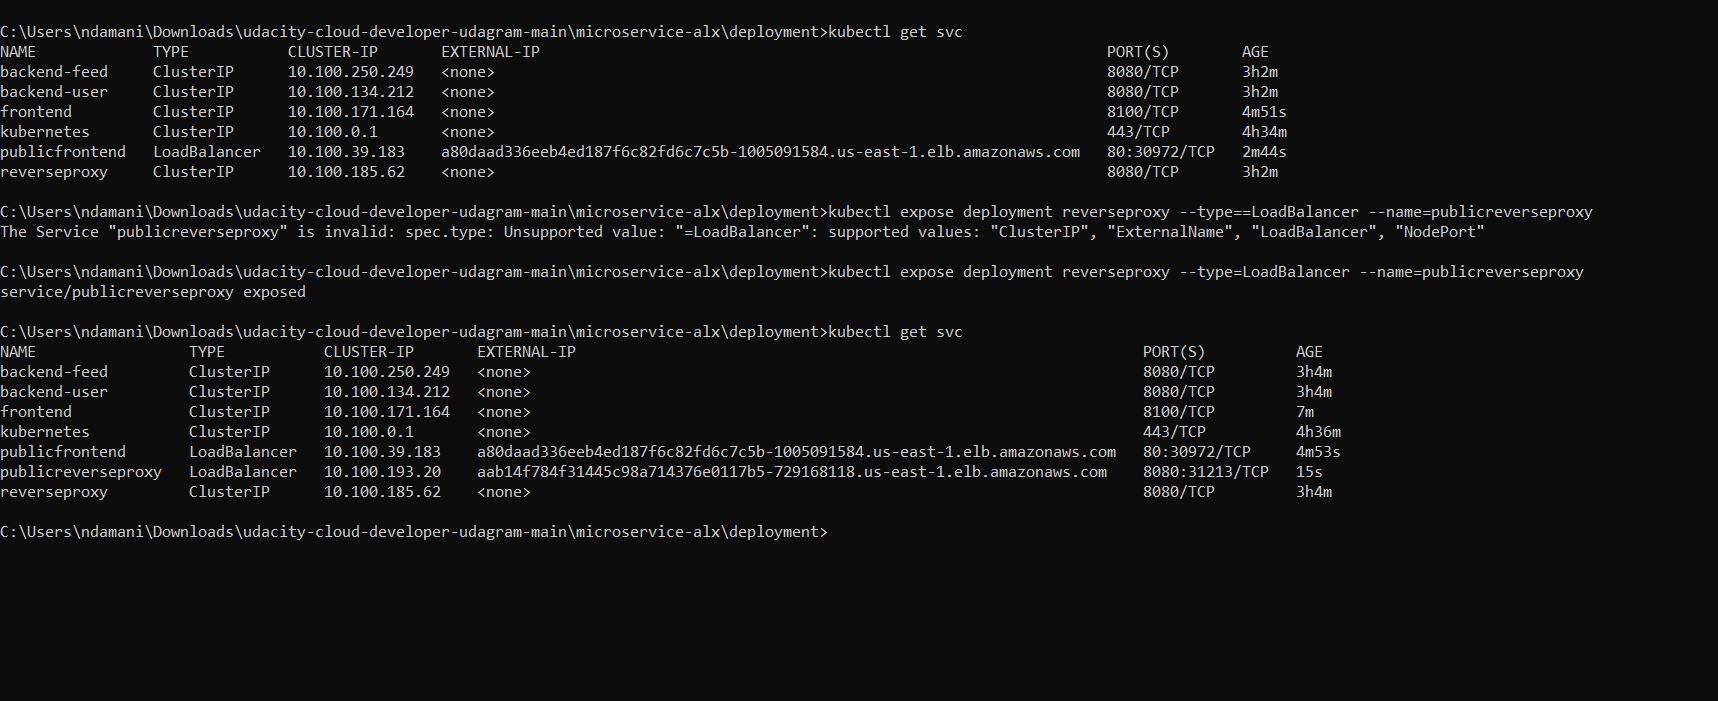 C:\Users\ndamani\Downloads\udacity-cloud-developer-udagram-main\microservice-alx\deployment>kubectl get svc
NAME TYPE CLUSTER-IP EXTERNAL-IP PORT(S) AGE
backend-feed ClusterIP 10.100.250.249 <none> 8080/TCP 3h2m
backend-user ClusterIP 10.100.134.212 <none> 8080/TCP 3h2m
frontend ClusterIP 10.100.171.164 <none> 8100/TCP 4m51s
kubernetes ClusterIP 10.100.0.1 <none> 443/TCP 4h34m
publicfrontend LoadBalancer 10.100.39.183 a80daad336eeb4ed187f6c82fd6c7c5b-1005091584.us-east-1.elb.amazonaws.com 80:30972/TCP 2m44s
reverseproxy ClusterIP 10.100.185.62 <none> 8080/TCP 3h2m
C:\Users\ndamani\Downloads\udacity-cloud-developer-udagram-main\microservice-alx\deployment>kubectl expose deployment reverseproxy --type==LoadBalancer --name=publicreverseproxy
The Service "publicreverseproxy" is invalid: spec.type: Unsupported value: "=LoadBalancer": supported values: "ClusterIP", "ExternalName", "LoadBalancer", "NodePort"
C:\Users\ndamani\Downloads\udacity-cloud-developer-udagram-main\microservice-alx\deployment>kubectl expose deployment reverseproxy --type=LoadBalancer --name=publicreverseproxy
service/publicreverseproxy exposed
C:\Users\ndamani\Downloads\udacity-cloud-developer-udagram-main\microservice-alx\deployment>kubectl get svc
NAME TYPE CLUSTER-IP EXTERNAL-IP PORT(S) AGE
backend-feed ClusterIP 10.100.250.249 <none> 8080/TCP 3h4m
backend-user ClusterIP 10.100.134.212 <none> 8080/TCP 3h4m
frontend ClusterIP 10.100.171.164 <none> 8100/TCP 7m
kubernetes ClusterIP 10.100.0.1 <none> 443/TCP 4h36m
publicfrontend LoadBalancer 10.100.39.183 a80daad336eeb4ed187f6c82fd6c7c5b-1005091584.us-east-1.elb.amazonaws.com 80:30972/TCP 4m53s
publicreverseproxy LoadBalancer 10.100.193.20 aab14f784f31445c98a714376e0117b5-729168118.us-east-1.elb.amazonaws.com 8080:31213/TCP 15s
reverseproxy ClusterIP 10.100.185.62 <none> 8080/TCP 3h4m
C:\Users\ndamani\Downloads\udacity-cloud-developer-udagram-main\microservice-alx\deployment>